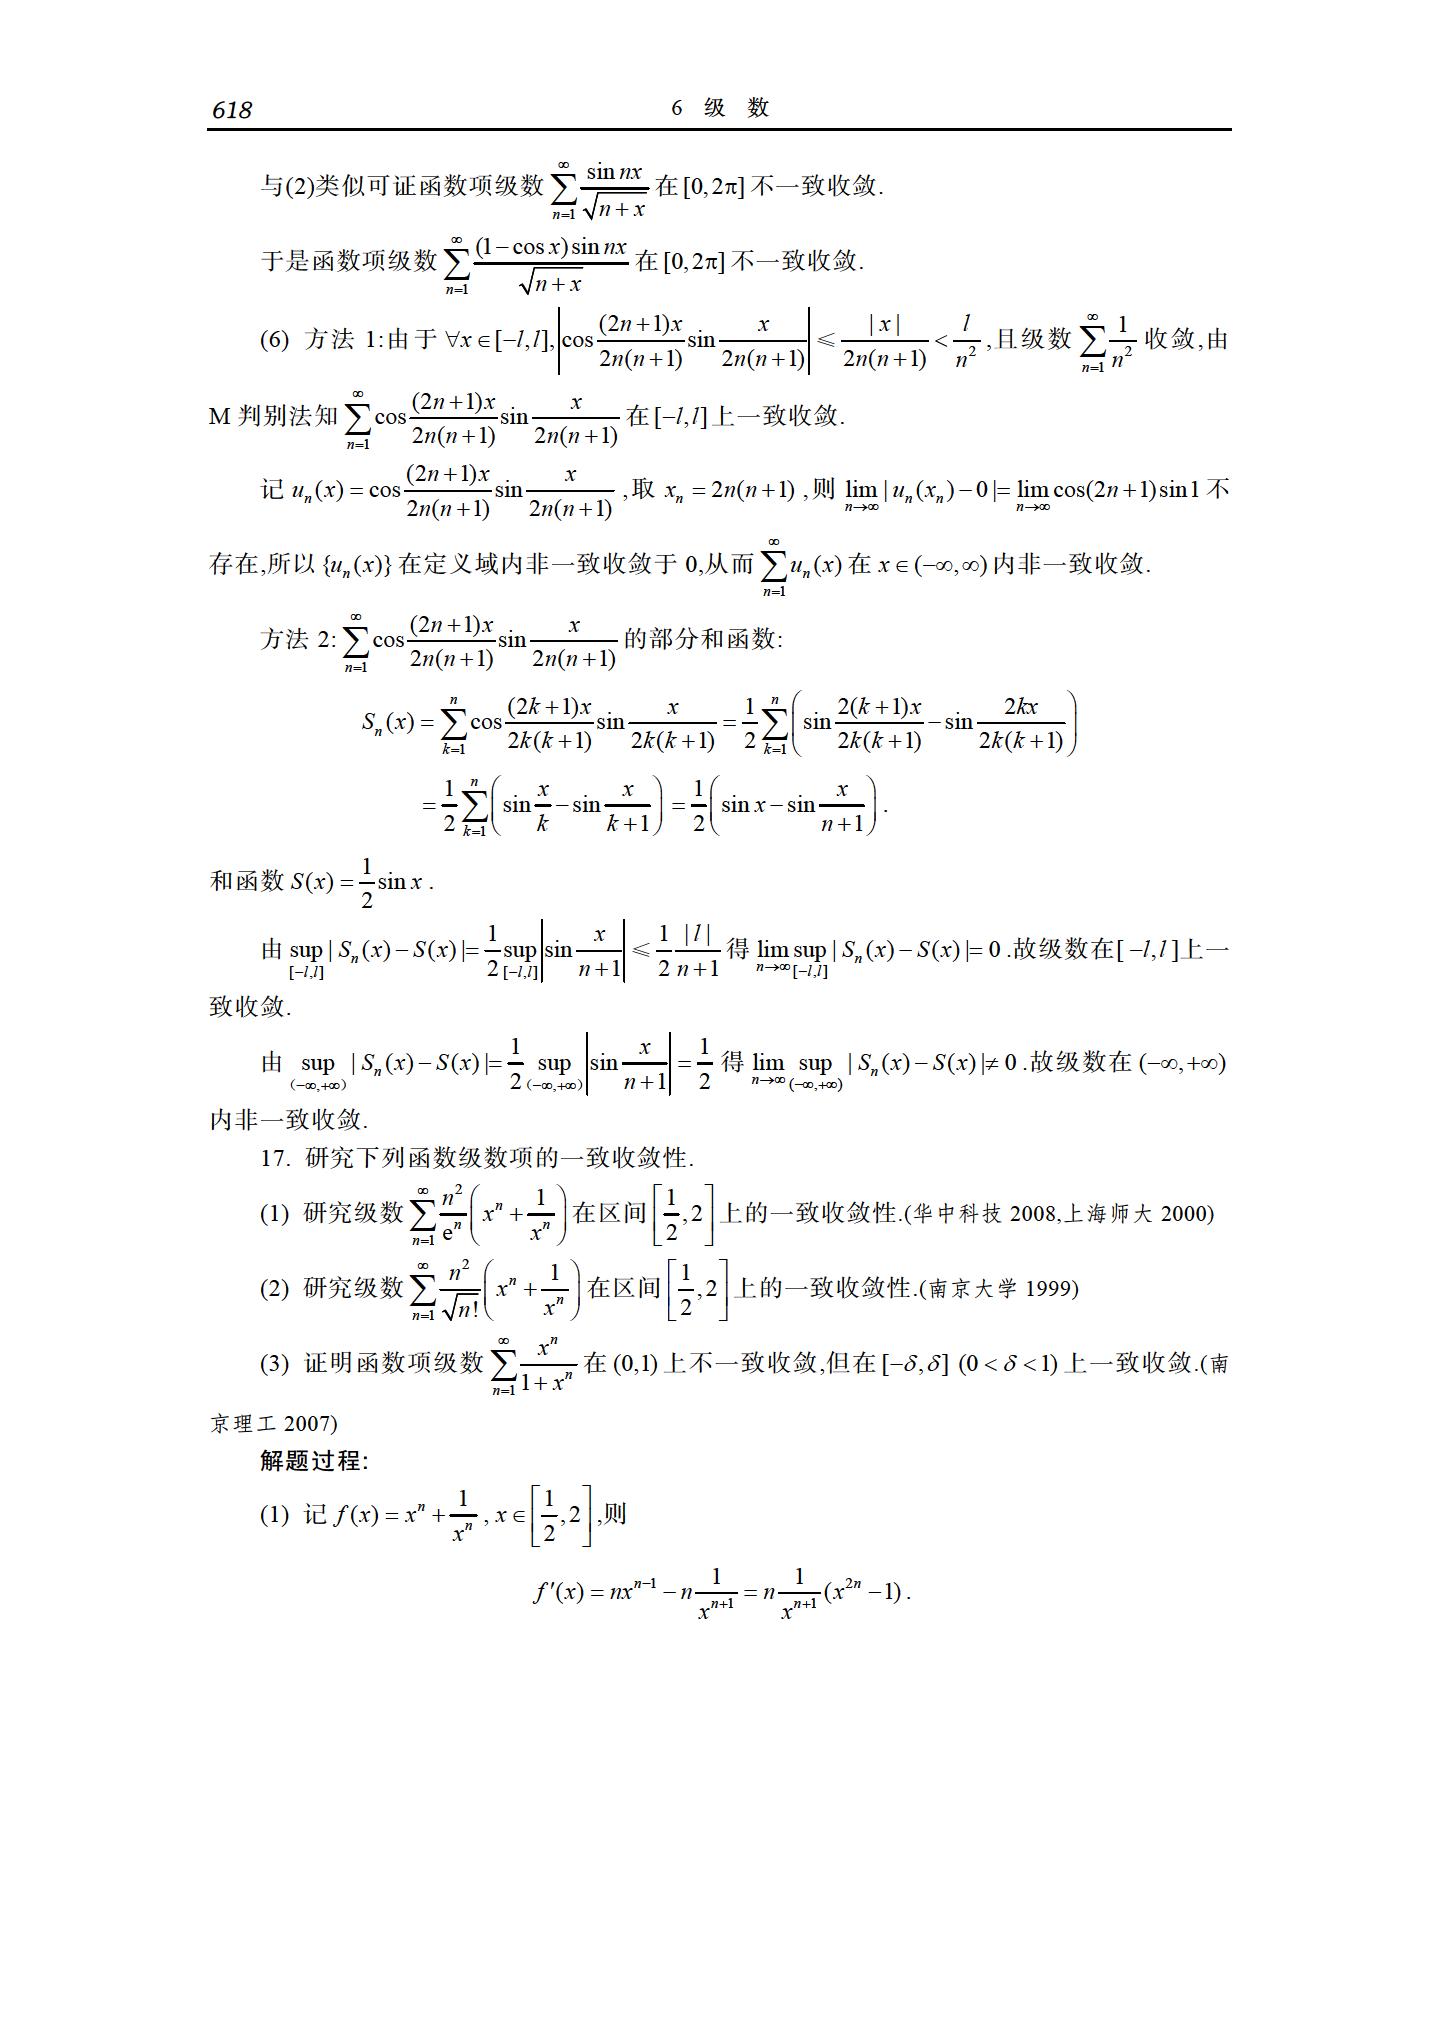 618 6 级 数
与(2)类似可证函数项级数 $\sum_{n=1}^{\infty}\frac{\sin nx}{\sqrt{n+x}}$ 在 $[0,2\pi]$ 不一致收敛.
于是函数项级数 $\sum_{n=1}^{\infty}\frac{(1-\cos x)\sin nx}{\sqrt{n+x}}$ 在 $[0,2\pi]$ 不一致收敛.
(6) 方法 1:由于 $\forall x\in[-l,l],\left|\cos\frac{(2n+1)x}{2n(n+1)}\sin\frac{x}{2n(n+1)}\right|\leqslant\frac{|x|}{2n(n+1)}<\frac{l}{n^2}$,且级数 $\sum_{n=1}^{\infty}\frac{1}{n^2}$ 收敛,由
M 判别法知 $\sum_{n=1}^{\infty}\cos\frac{(2n+1)x}{2n(n+1)}\sin\frac{x}{2n(n+1)}$ 在 $[-l,l]$ 上一致收敛.
记 $u_n(x)=\cos\frac{(2n+1)x}{2n(n+1)}\sin\frac{x}{2n(n+1)}$,取 $x_n=2n(n+1)$,则 $\lim_{n\to\infty}|u_n(x_n)-0|=\lim_{n\to\infty}\cos(2n+1)\sin 1$ 不
存在,所以 $\{u_n(x)\}$ 在定义域内非一致收敛于 0,从而 $\sum_{n=1}^{\infty}u_n(x)$ 在 $x\in(-\infty,\infty)$ 内非一致收敛.
方法 2: $\sum_{n=1}^{\infty}\cos\frac{(2n+1)x}{2n(n+1)}\sin\frac{x}{2n(n+1)}$ 的部分和函数:
$S_n(x)=\sum_{k=1}^{n}\cos\frac{(2k+1)x}{2k(k+1)}\sin\frac{x}{2k(k+1)}=\frac{1}{2}\sum_{k=1}^{n}\left(\sin\frac{2(k+1)x}{2k(k+1)}-\sin\frac{2kx}{2k(k+1)}\right)$
$=\frac{1}{2}\sum_{k=1}^{n}\left(\sin\frac{x}{k}-\sin\frac{x}{k+1}\right)=\frac{1}{2}\left(\sin x-\sin\frac{x}{n+1}\right).$
和函数 $S(x)=\frac{1}{2}\sin x$ .
由 $\sup_{[-l,l]}|S_n(x)-S(x)|=\frac{1}{2}\sup_{[-l,l]}\left|\sin\frac{x}{n+1}\right|\leqslant\frac{1}{2}\frac{|l|}{n+1}$ 得 $\lim_{n\to\infty}\sup_{[-l,l]}|S_n(x)-S(x)|=0$ .故级数在[ $-l,l$ ]上一
致收敛.
由 $\sup_{(-\infty,+\infty)}|S_n(x)-S(x)|=\frac{1}{2}\sup_{(-\infty,+\infty)}\left|\sin\frac{x}{n+1}\right|=\frac{1}{2}$ 得 $\lim_{n\to\infty}\sup_{(-\infty,+\infty)}|S_n(x)-S(x)|\neq 0$ .故级数在 $(-\infty,+\infty)$
内非一致收敛.
17. 研究下列函数级数项的一致收敛性.
(1) 研究级数 $\sum_{n=1}^{\infty}\frac{n^2}{e^n}\left(x^n+\frac{1}{x^n}\right)$ 在区间 $\left[\frac{1}{2},2\right]$ 上的一致收敛性.(华中科技 2008,上海师大 2000)
(2) 研究级数 $\sum_{n=1}^{\infty}\frac{n^2}{\sqrt{n!}}\left(x^n+\frac{1}{x^n}\right)$ 在区间 $\left[\frac{1}{2},2\right]$ 上的一致收敛性.(南京大学 1999)
(3) 证明函数项级数 $\sum_{n=1}^{\infty}\frac{x^n}{1+x^n}$ 在 $(0,1)$ 上不一致收敛,但在 $[-\delta,\delta]$ $(0<\delta<1)$ 上一致收敛.(南
京理工 2007)
解题过程:
(1) 记 $f(x)=x^n+\frac{1}{x^n},x\in\left[\frac{1}{2},2\right]$,则
$f'(x)=nx^{n-1}-n\frac{1}{x^{n+1}}=n\frac{1}{x^{n+1}}(x^{2n}-1).$